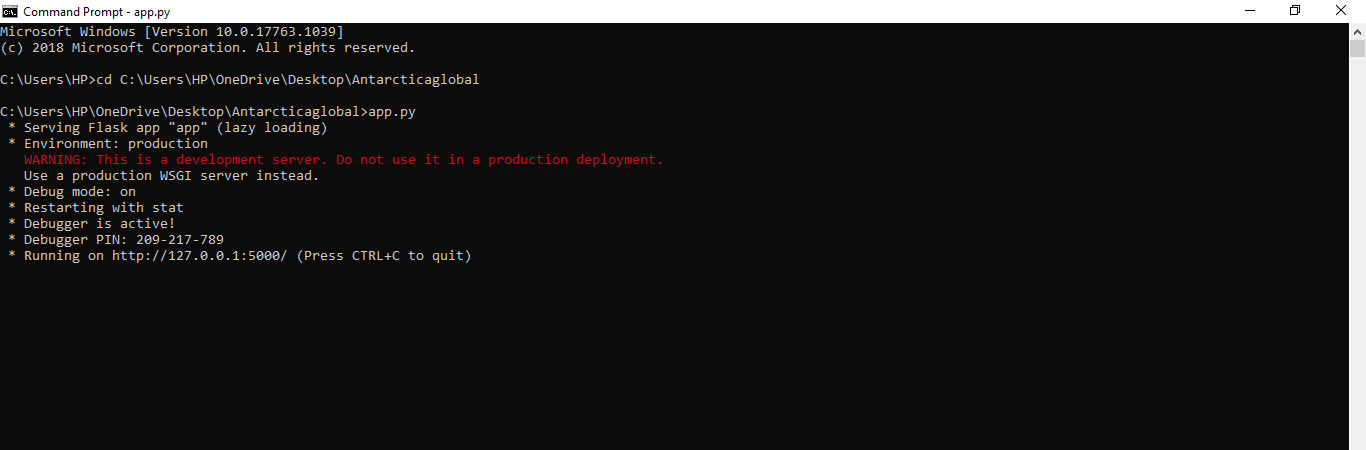 Command Prompt - app.py
Microsoft Windows [Version 10.0.17763.1039]
(c) 2018 Microsoft Corporation. All rights reserved.
C:\Users\HP>cd C:\Users\HP\OneDrive\Desktop\Antarcticaglobal
C:\Users\HP\OneDrive\Desktop\Antarcticaglobal>app.py
 * Serving Flask app "app" (lazy loading)
 * Environment: production
   WARNING: This is a development server. Do not use it in a production deployment.
   Use a production WSGI server instead.
 * Debug mode: on
 * Restarting with stat
 * Debugger is active!
 * Debugger PIN: 209-217-789
 * Running on http://127.0.0.1:5000/ (Press CTRL+C to quit)